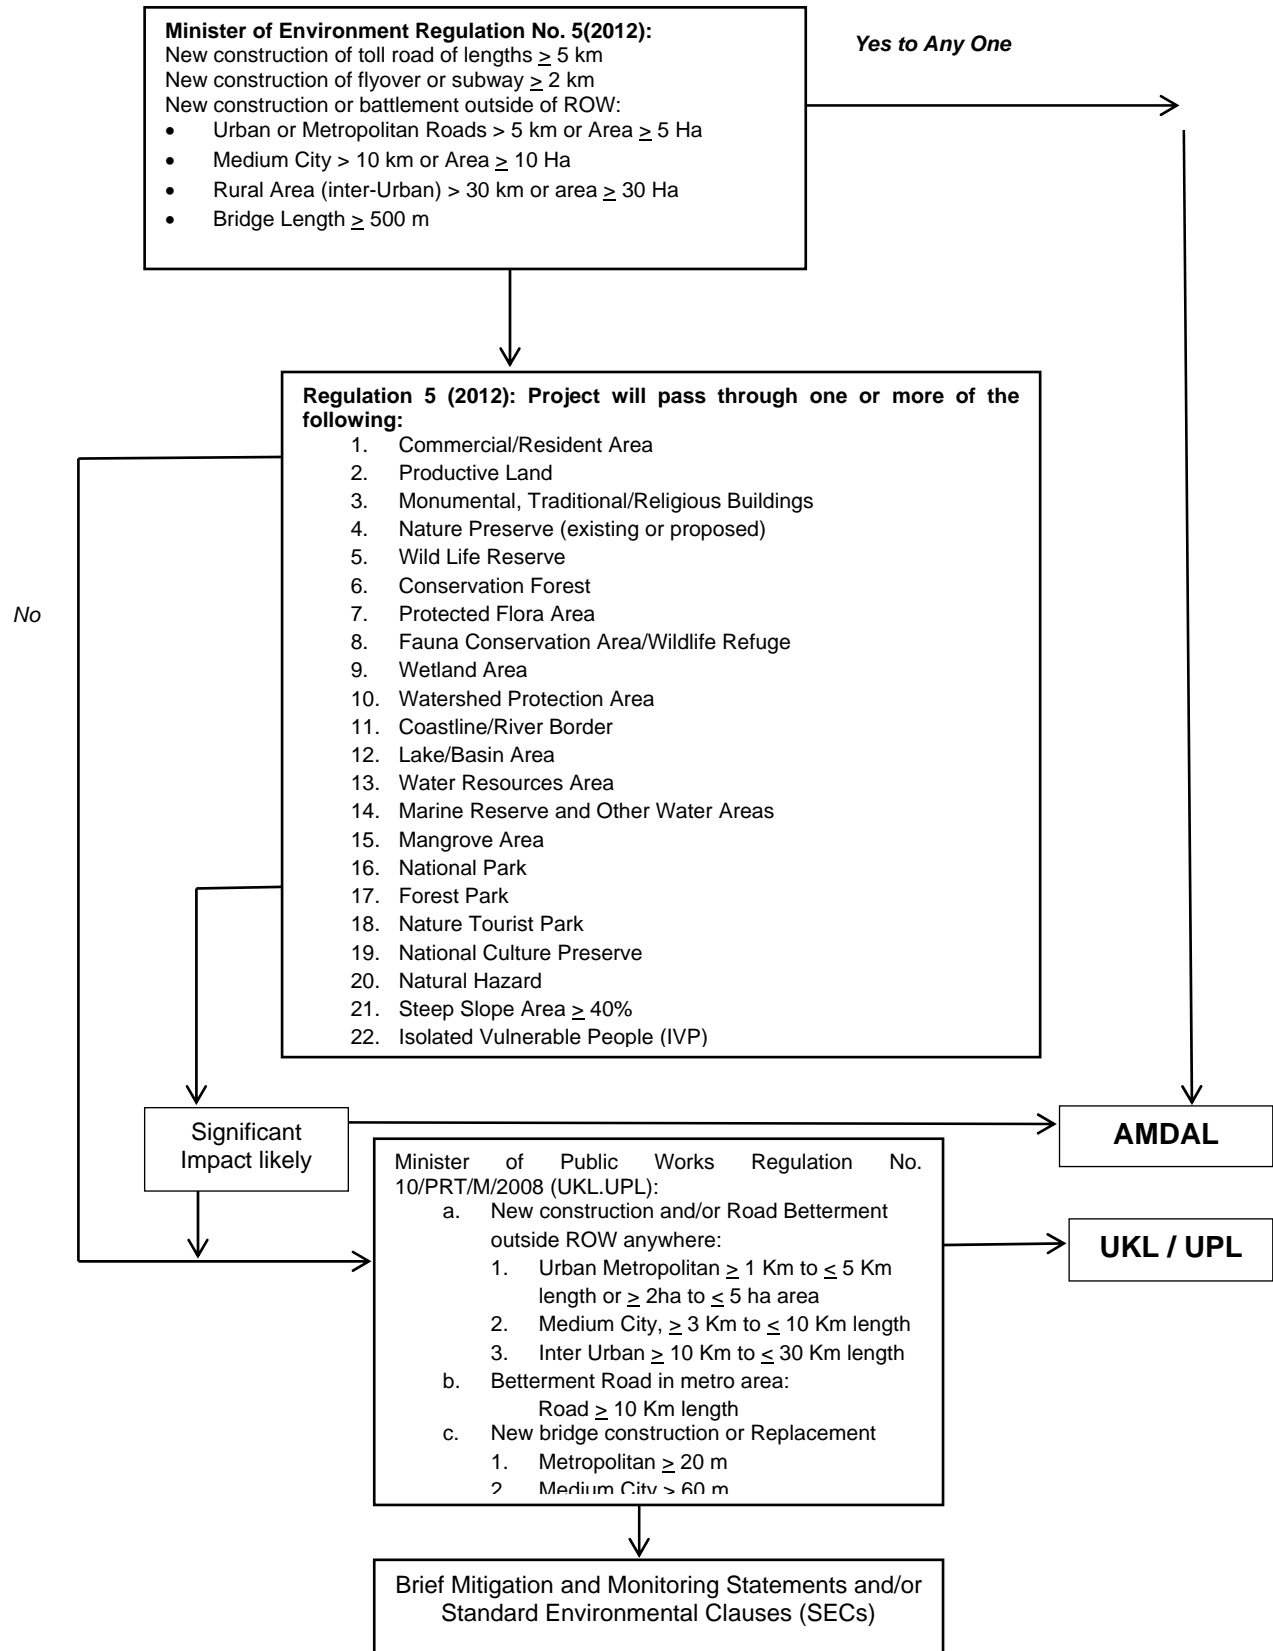 Minister of Environment Regulation No. 5(2012):
New construction of toll road of lengths ≥ 5 km
New construction of flyover or subway ≥ 2 km
New construction or battlement outside of ROW:
• Urban or Metropolitan Roads > 5 km or Area ≥ 5 Ha
• Medium City > 10 km or Area ≥ 10 Ha
• Rural Area (inter-Urban) > 30 km or area ≥ 30 Ha
• Bridge Length ≥ 500 m
Yes to Any One
Regulation 5 (2012): Project will pass through one or more of the
following:
1. Commercial/Resident Area
2. Productive Land
3. Monumental, Traditional/Religious Buildings
4. Nature Preserve (existing or proposed)
5. Wild Life Reserve
6. Conservation Forest
7. Protected Flora Area
8. Fauna Conservation Area/Wildlife Refuge
9. Wetland Area
10. Watershed Protection Area
11. Coastline/River Border
12. Lake/Basin Area
13. Water Resources Area
14. Marine Reserve and Other Water Areas
15. Mangrove Area
16. National Park
17. Forest Park
18. Nature Tourist Park
19. National Culture Preserve
20. Natural Hazard
21. Steep Slope Area ≥ 40%
22. Isolated Vulnerable People (IVP)
No
Significant
Impact likely
AMDAL
Minister of Public Works Regulation No.
10/PRT/M/2008 (UKL.UPL):
a. New construction and/or Road Betterment
outside ROW anywhere:
1. Urban Metropolitan ≥ 1 Km to ≤ 5 Km
length or ≥ 2ha to ≤ 5 ha area
2. Medium City, ≥ 3 Km to ≤ 10 Km length
3. Inter Urban ≥ 10 Km to ≤ 30 Km length
b. Betterment Road in metro area:
Road ≥ 10 Km length
c. New bridge construction or Replacement
1. Metropolitan ≥ 20 m
2. Medium City > 60 m
UKL / UPL
Brief Mitigation and Monitoring Statements and/or
Standard Environmental Clauses (SECs)